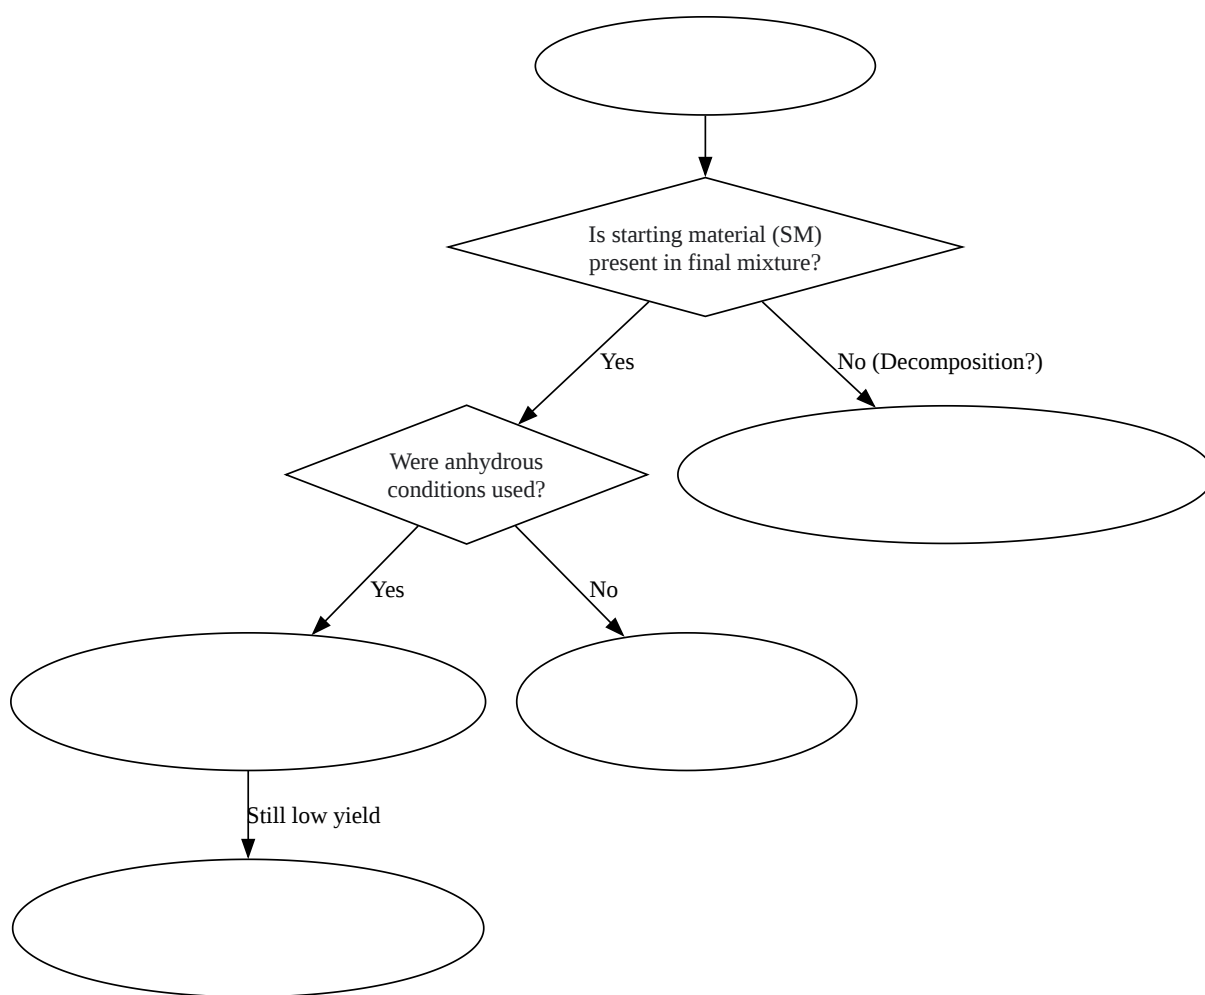 Is starting material (SM)
present in final mixture?
Yes
No (Decomposition?)
Were anhydrous
conditions used?
Yes
No
Still low yield